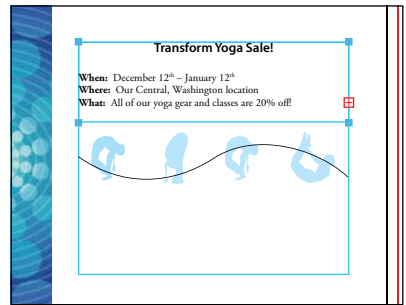 Transform Yoga Sale!
When: December 12th – January 12th
Where: Our Central, Washington location
What: All of our yoga gear and classes are 20% off!